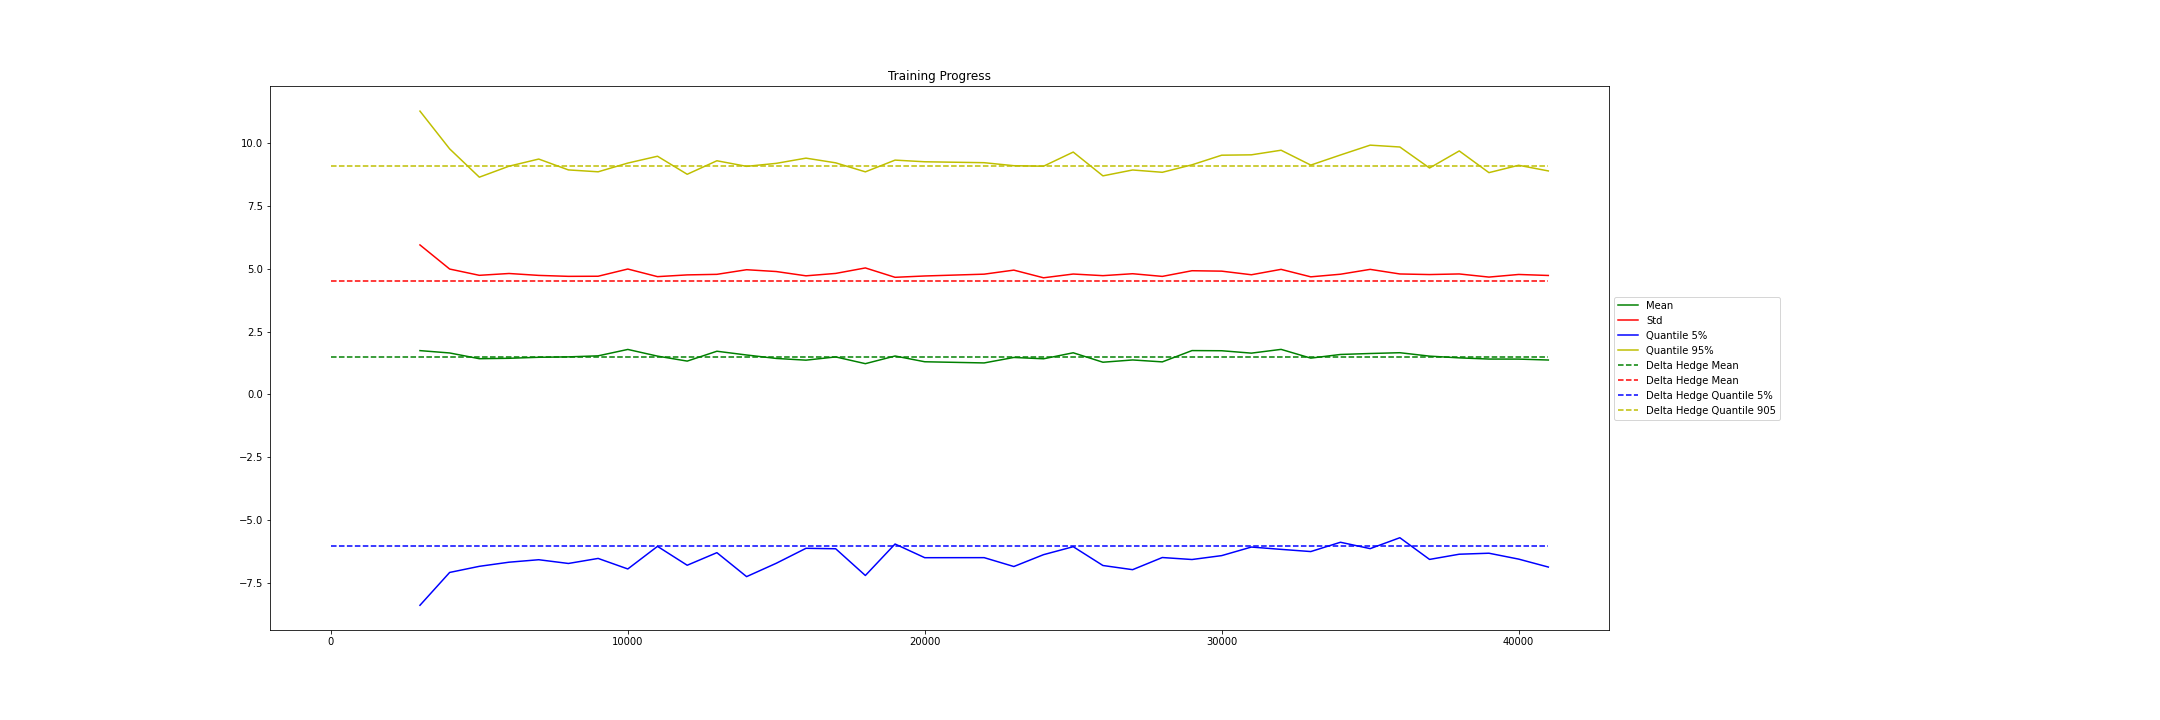 Training Progress
10.0
7.5
5.0
2.5
0.0
−2.5
−5.0
−7.5
0
10000
20000
30000
40000
Mean
Std
Quantile 5%
Quantile 95%
Delta Hedge Mean
Delta Hedge Mean
Delta Hedge Quantile 5%
Delta Hedge Quantile 905